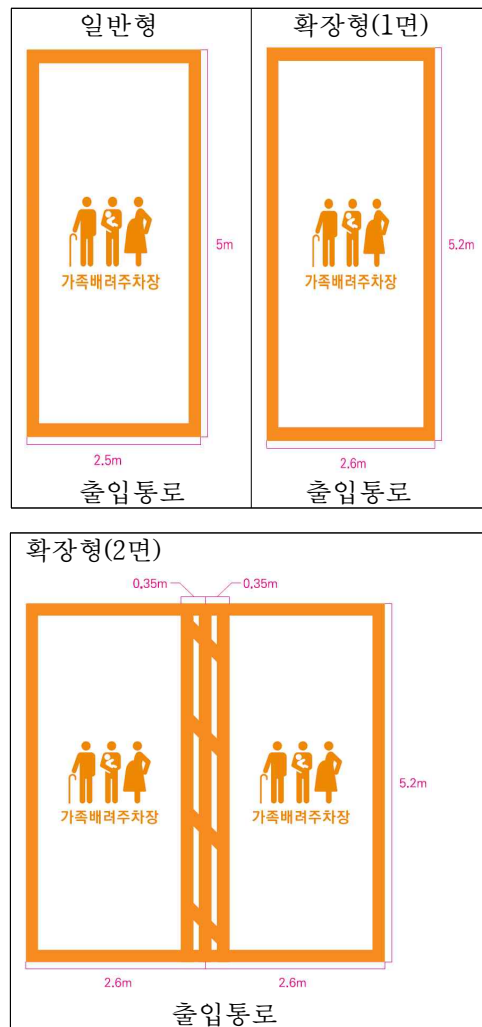 일반형
가족배려주차장
5m
2.5m
출입통로
확장형(1면)
가족배려주차장
5.2m
2.6m
출입통로
확장형(2면)
0.35m 0.35m
가족배려주차장 가족배려주차장
5.2m
2.6m 2.6m
출입통로